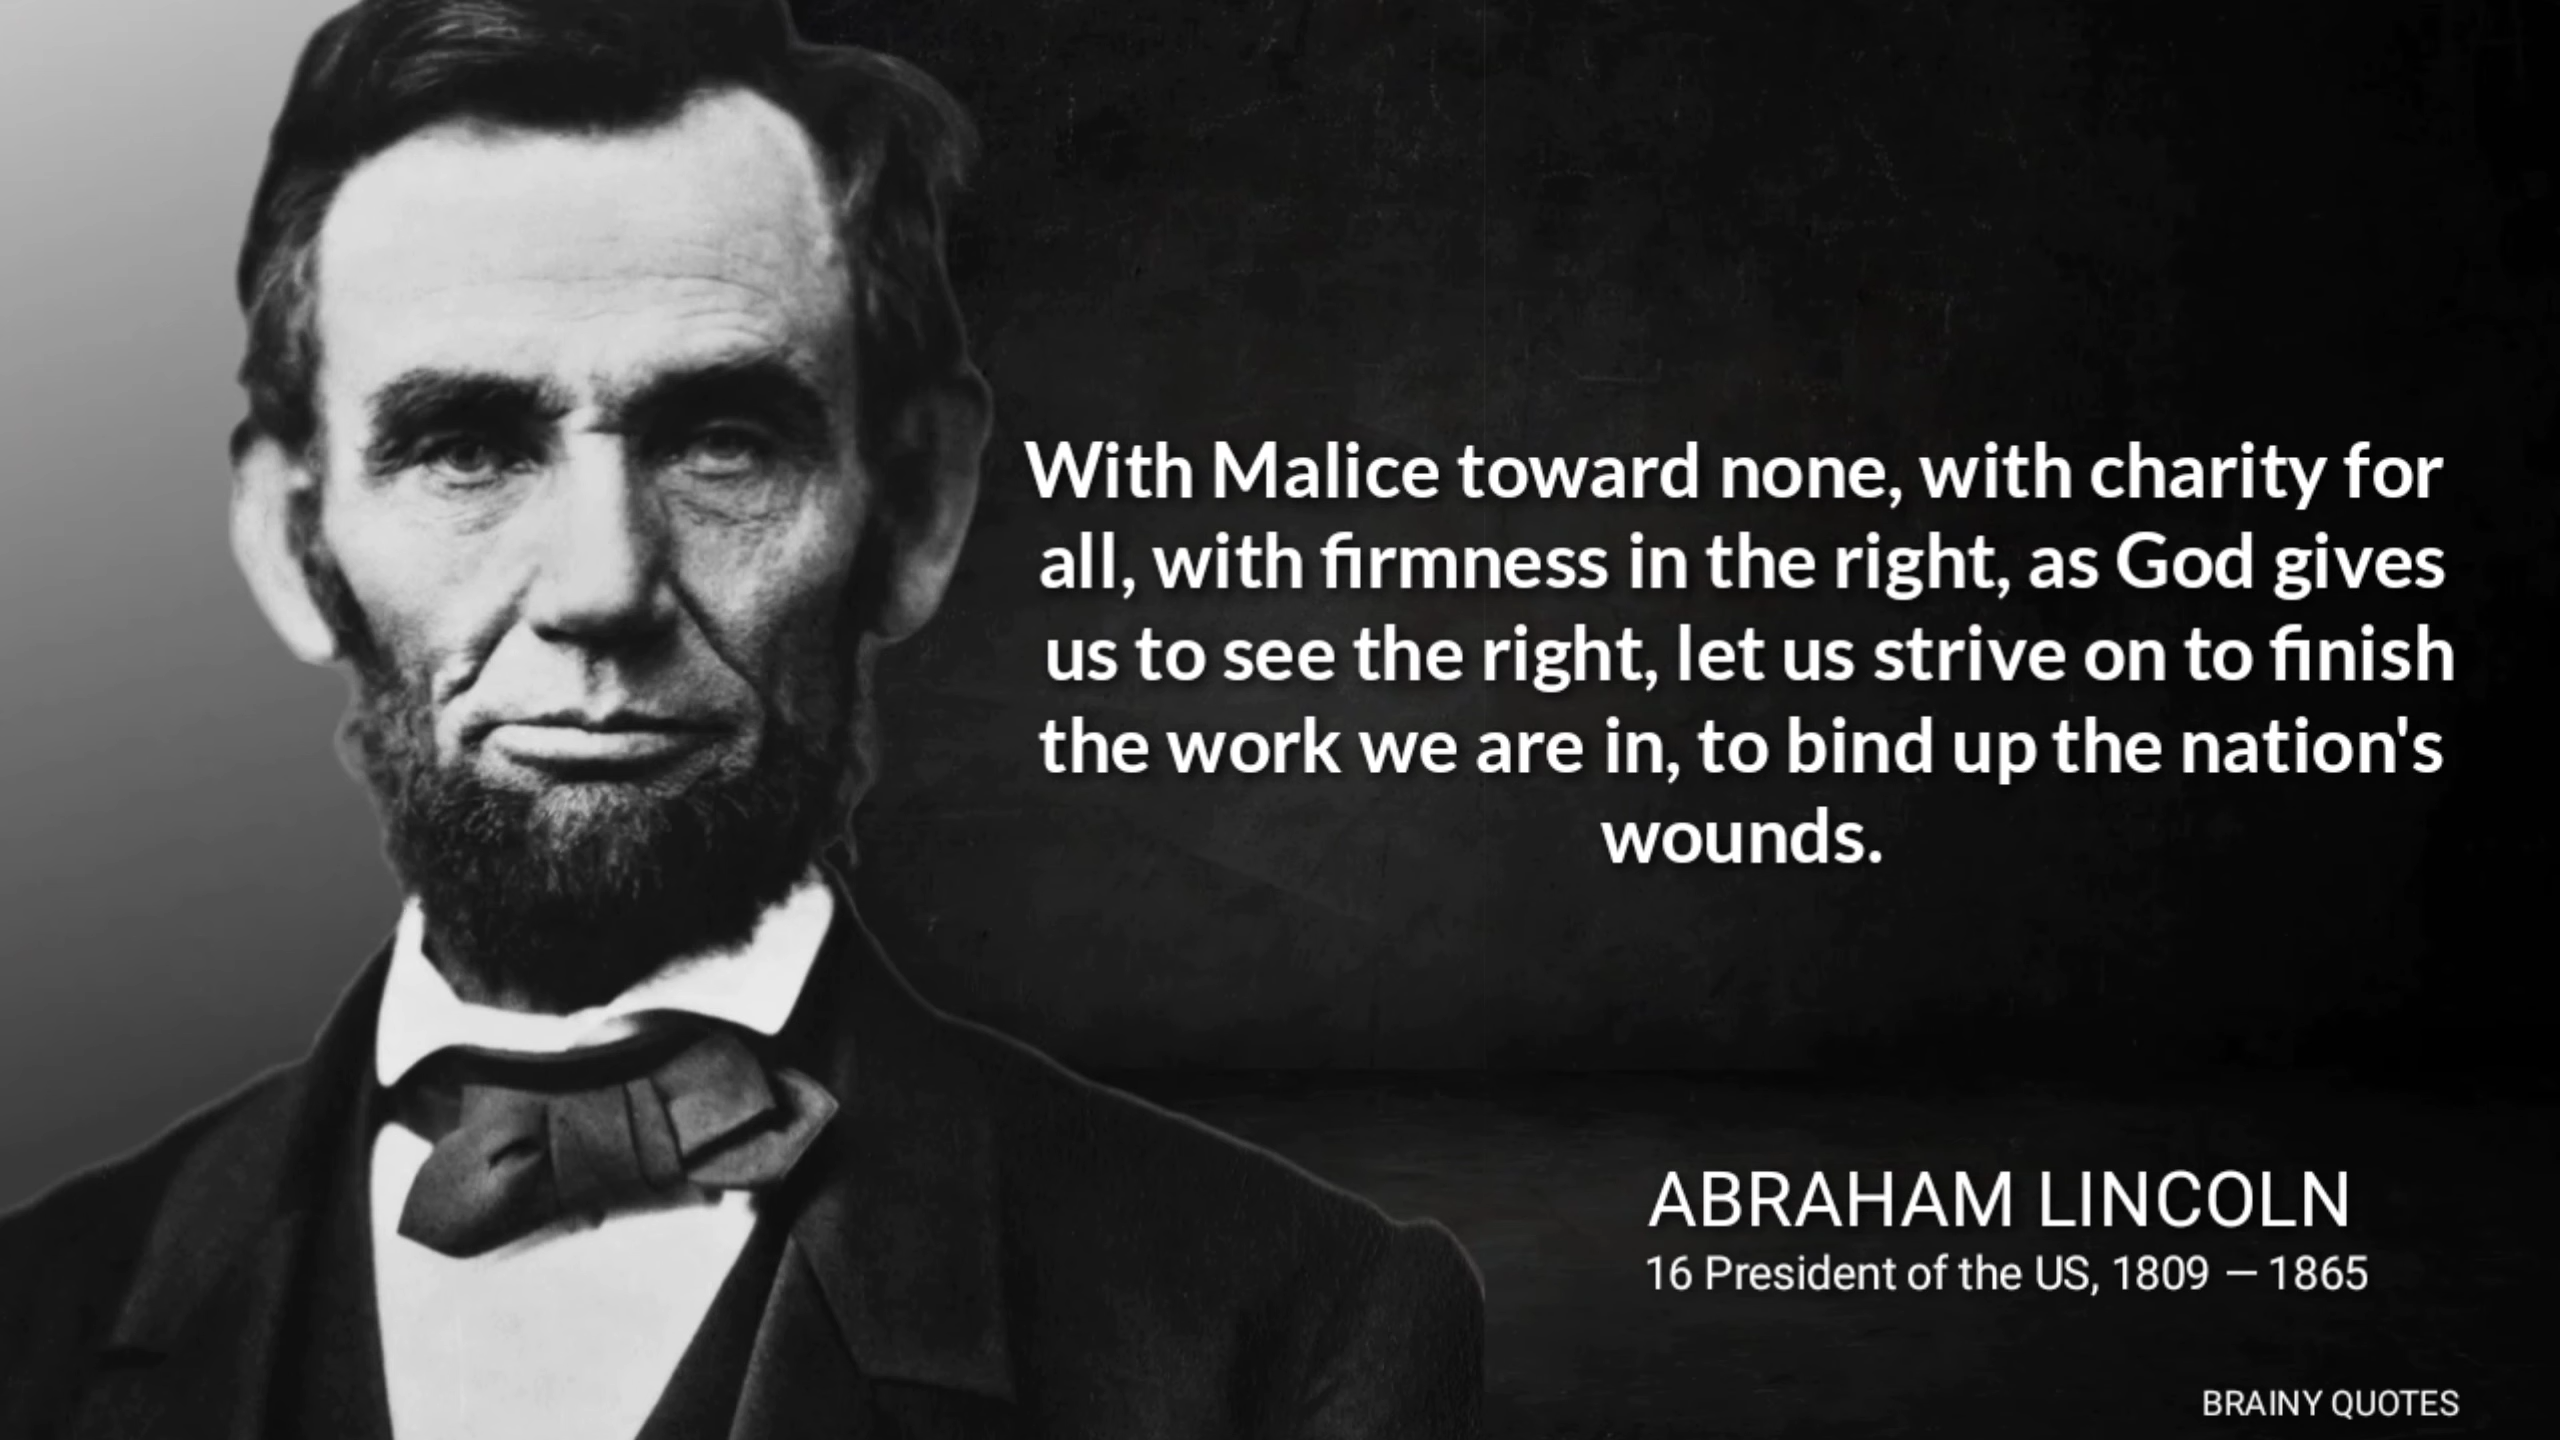 With Malice toward none, with charity for
all, with firmness in the right, as God gives
us to see the right, let us strive on to finish
the work we are in, to bind up the nation's
wounds.
ABRAHAM LINCOLN
16 President of the US, 1809 — 1865
BRAINY QUOTES